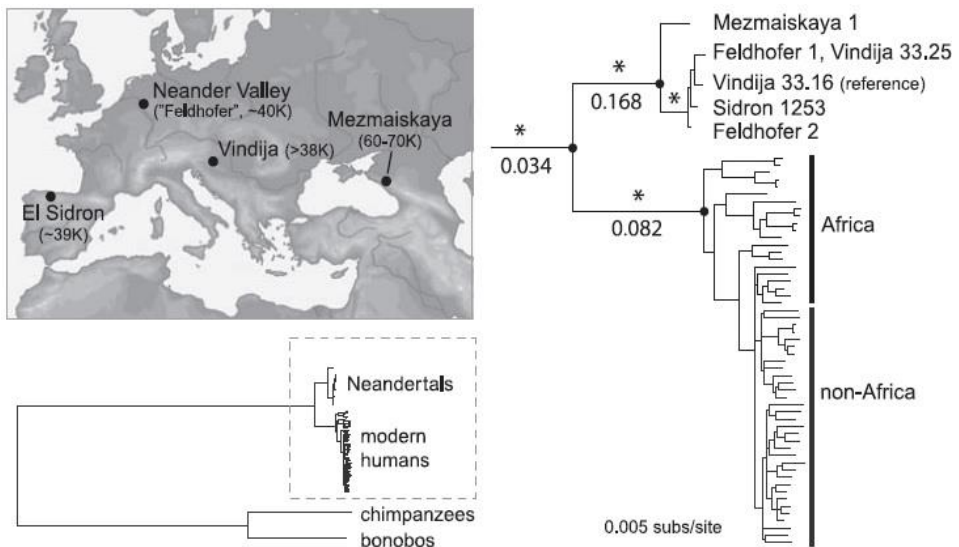 Neander Valley
("Feldhofer", ~40K)
Mezmaiskaya
(60-70K)
Vindija (>38K)
El Sidron
(~39K)
Neandertals
modern
humans
chimpanzees
bonobos
*
0.034
*
0.168
*
*
0.082
Mezmaiskaya 1
Feldhofer 1, Vindija 33.25
Vindija 33.16 (reference)
Sidron 1253
Feldhofer 2
Africa
non-Africa
0.005 subs/site